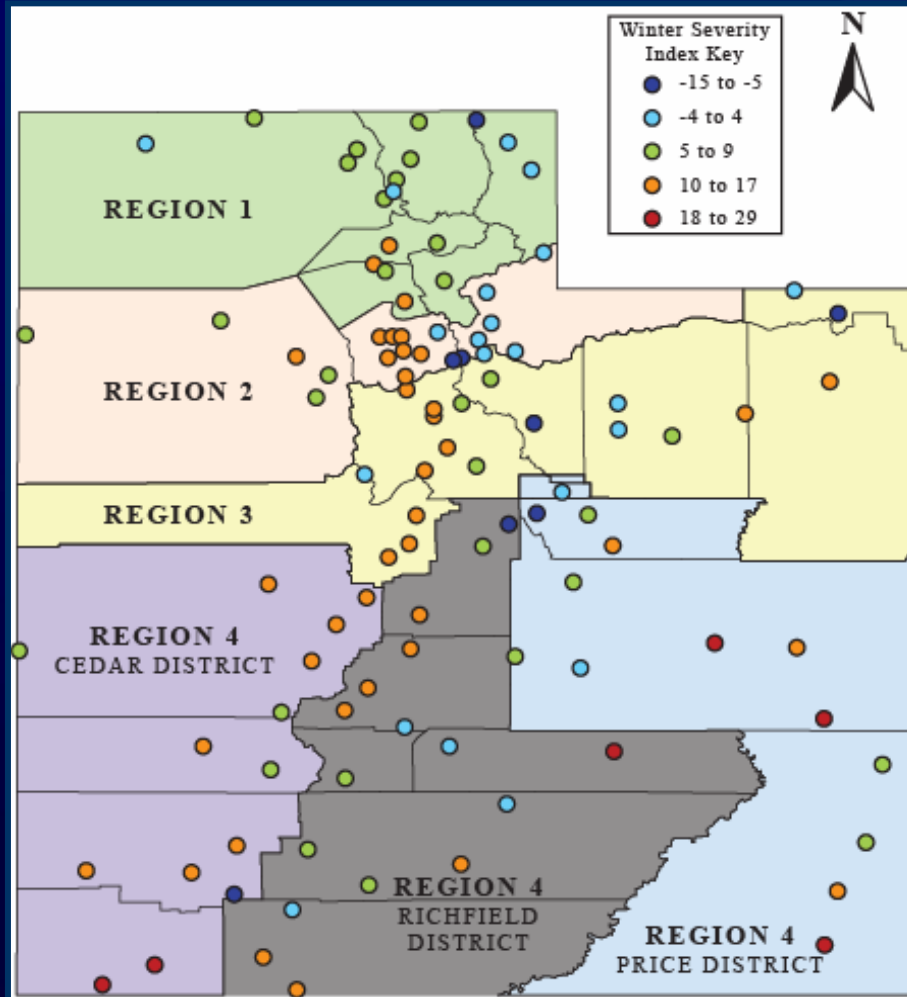 Winter Severity
Index Key
-15 to -5
-4 to 4
5 to 9
10 to 17
18 to 29
N
REGION 1
REGION 2
REGION 3
REGION 4
CEDAR DISTRICT
REGION 4
RICHFIELD
DISTRICT
REGION 4
PRICE DISTRICT